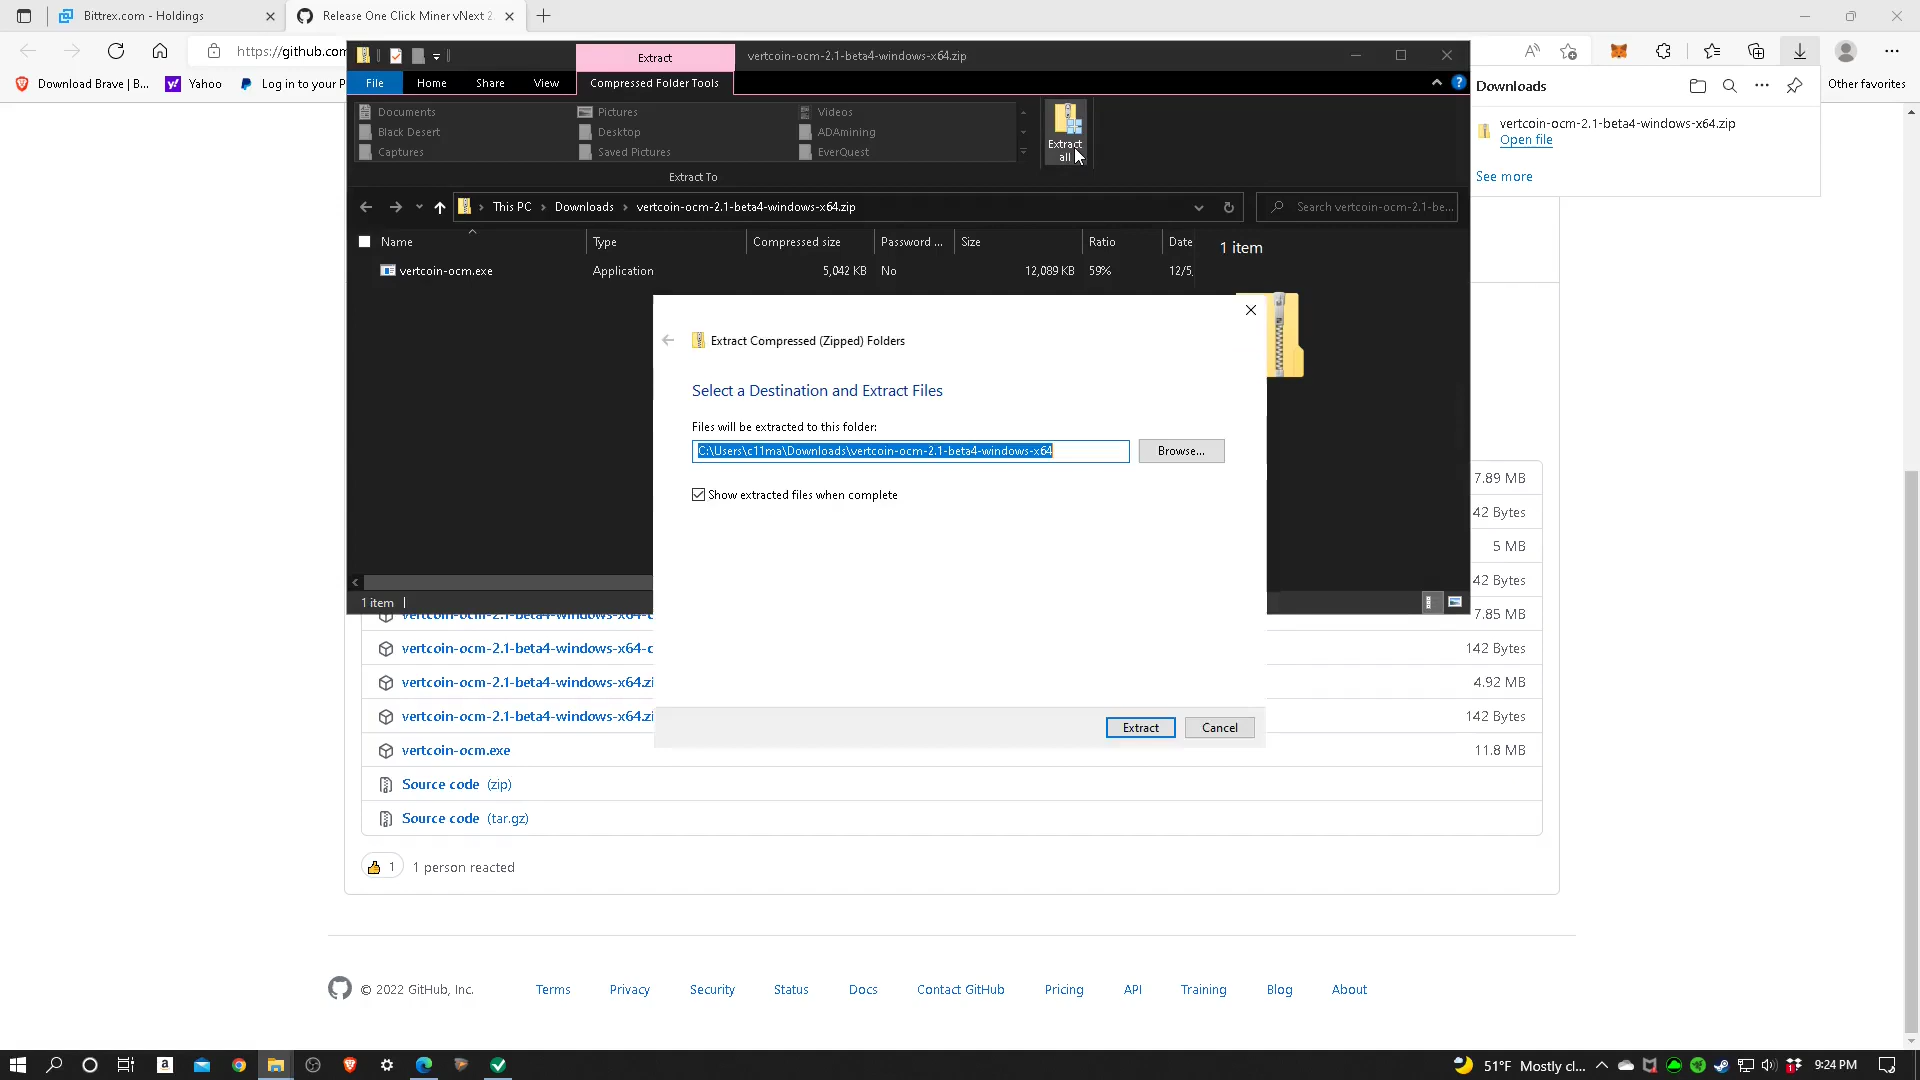 Bittrex.com - Holdings
Release One Click Miner vNext 2
https://github.com
Download Brave | B...
Yahoo
Log in to your P
Other favorites
Extract
vertcoin-ocm-2.1-beta4-windows-x64.zip
File
Home
Share
View
Compressed Folder Tools
Documents
Pictures
Videos
Black Desert
Desktop
ADAmining
Captures
Saved Pictures
EverQuest
Extract To
Extract all
Downloads
vertcoin-ocm-2.1-beta4-windows-x64.zip
Open file
See more
This PC
Downloads
vertcoin-ocm-2.1-beta4-windows-x64.zip
Search vertcoin-ocm-2.1-be...
Name
Type
Compressed size
Password ...
Size
Ratio
Date
1 item
vertcoin-ocm.exe
Application
5,042 KB
No
12,089 KB
59%
12/5,
Extract Compressed (Zipped) Folders
Select a Destination and Extract Files
Files will be extracted to this folder:
C:\Users\c11ma\Downloads\vertcoin-ocm-2.1-beta4-windows-x64
Browse...
Show extracted files when complete
Extract
Cancel
1 item
7.89 MB
42 Bytes
5 MB
42 Bytes
vertcoin-ocm-2.1-beta4-windows-x64-c
7.85 MB
vertcoin-ocm-2.1-beta4-windows-x64-c
142 Bytes
vertcoin-ocm-2.1-beta4-windows-x64.zi
4.92 MB
vertcoin-ocm-2.1-beta4-windows-x64.zi
142 Bytes
vertcoin-ocm.exe
11.8 MB
Source code (zip)
Source code (tar.gz)
1
1 person reacted
© 2022 GitHub, Inc.
Terms
Privacy
Security
Status
Docs
Contact GitHub
Pricing
API
Training
Blog
About
51°F Mostly cl...
9:24 PM